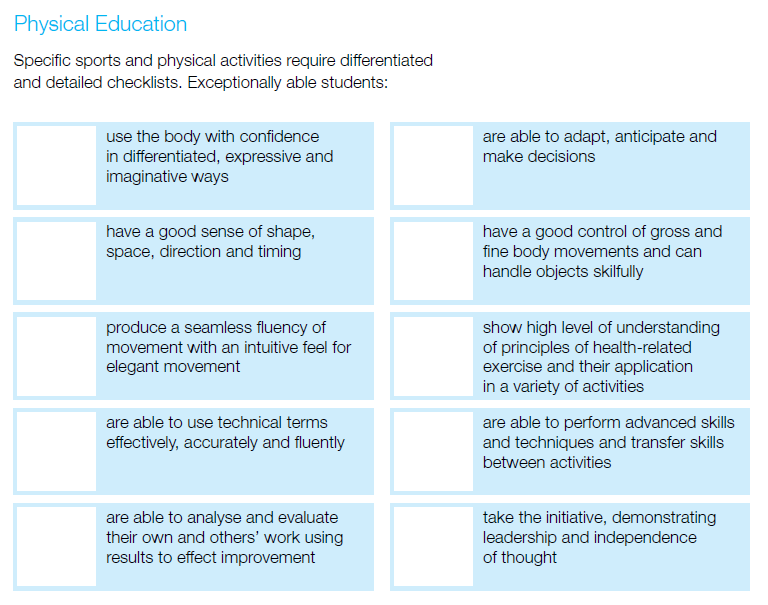 Physical Education
Specific sports and physical activities require differentiated
and detailed checklists. Exceptionally able students:
use the body with confidence
in differentiated, expressive and
imaginative ways
are able to adapt, anticipate and
make decisions
have a good sense of shape,
space, direction and timing
have a good control of gross and
fine body movements and can
handle objects skilfully
produce a seamless fluency of
movement with an intuitive feel for
elegant movement
show high level of understanding
of principles of health-related
exercise and their application
in a variety of activities
are able to use technical terms
effectively, accurately and fluently
are able to perform advanced skills
and techniques and transfer skills
between activities
are able to analyse and evaluate
their own and others’ work using
results to effect improvement
take the initiative, demonstrating
leadership and independence
of thought